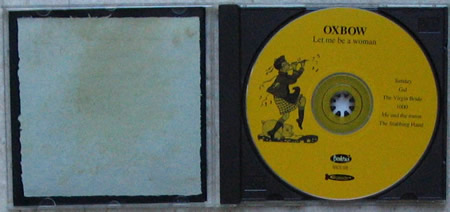 OXBOW
Let me be a woman
Sunday
Gal
The Virgin Bride
1000
Me and the moon
The Stabbing Hand